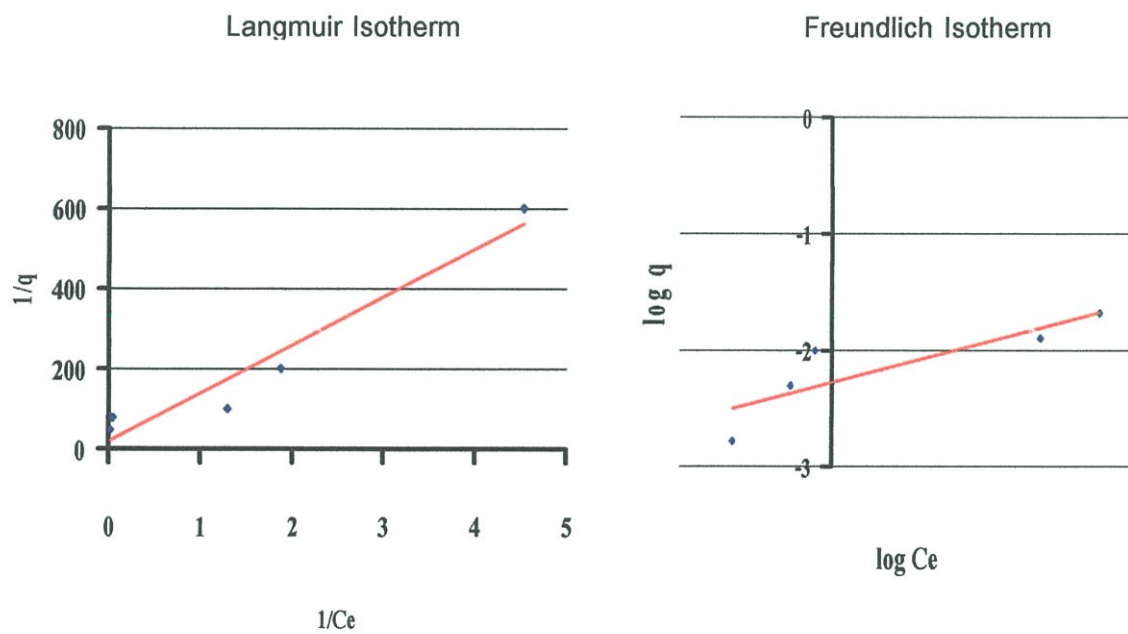 Langmuir Isotherm
800
600
400
200
0
1/q
0 1 2 3 4 5
1/Ce
Freundlich Isotherm
0
-1
-2
-3
log q
log Ce